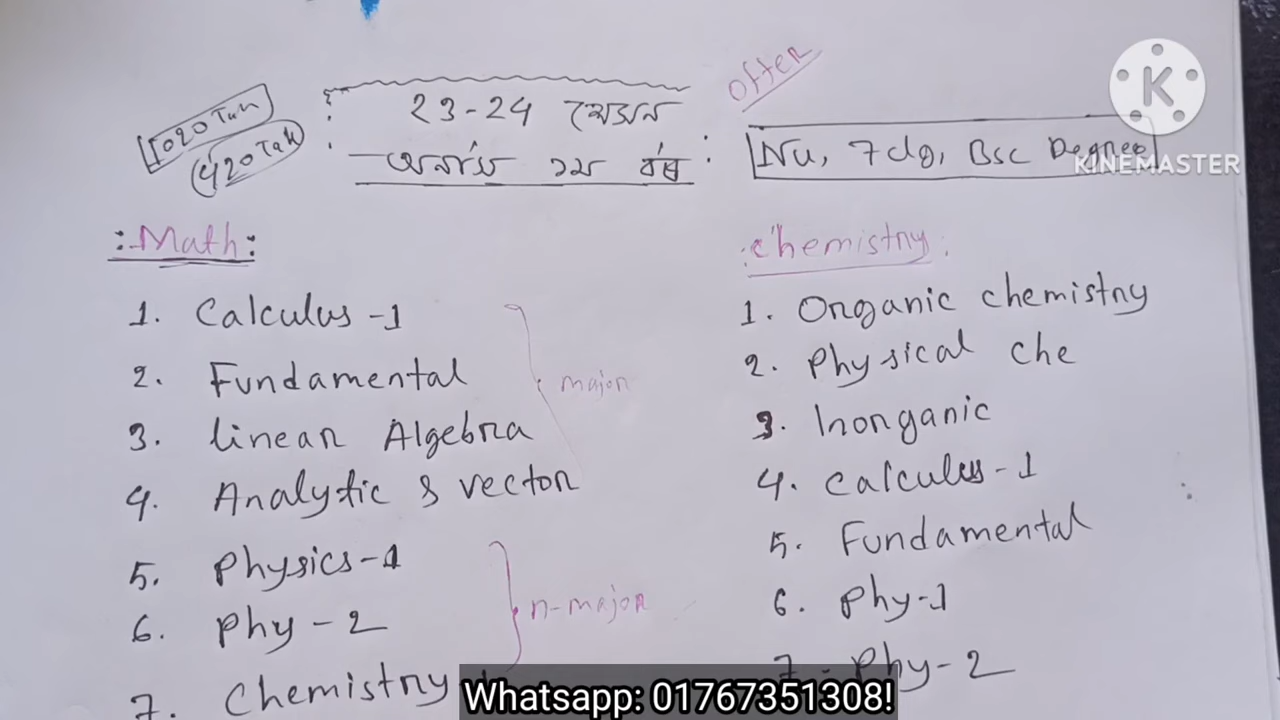 23-24 সেশন
Offer
1020 Tak
420 Tak
অনার্স ১ম বর্ষ :
Nu, 7clg, Bsc Degree
K
KINEMASTER
: Math :
1. Calculus -1
2. Fundamental
3. linear Algebra
4. Analytic & vector
major
5. Physics-1
6. Phy - 2
7. Chemistry
n-major
: Chemistry :
1. Organic chemistry
2. Physical che
3. Inorganic
4. Calculus-1
5. Fundamental
6. Phy-1
7. Phy-2
Whatsapp: 01767351308!